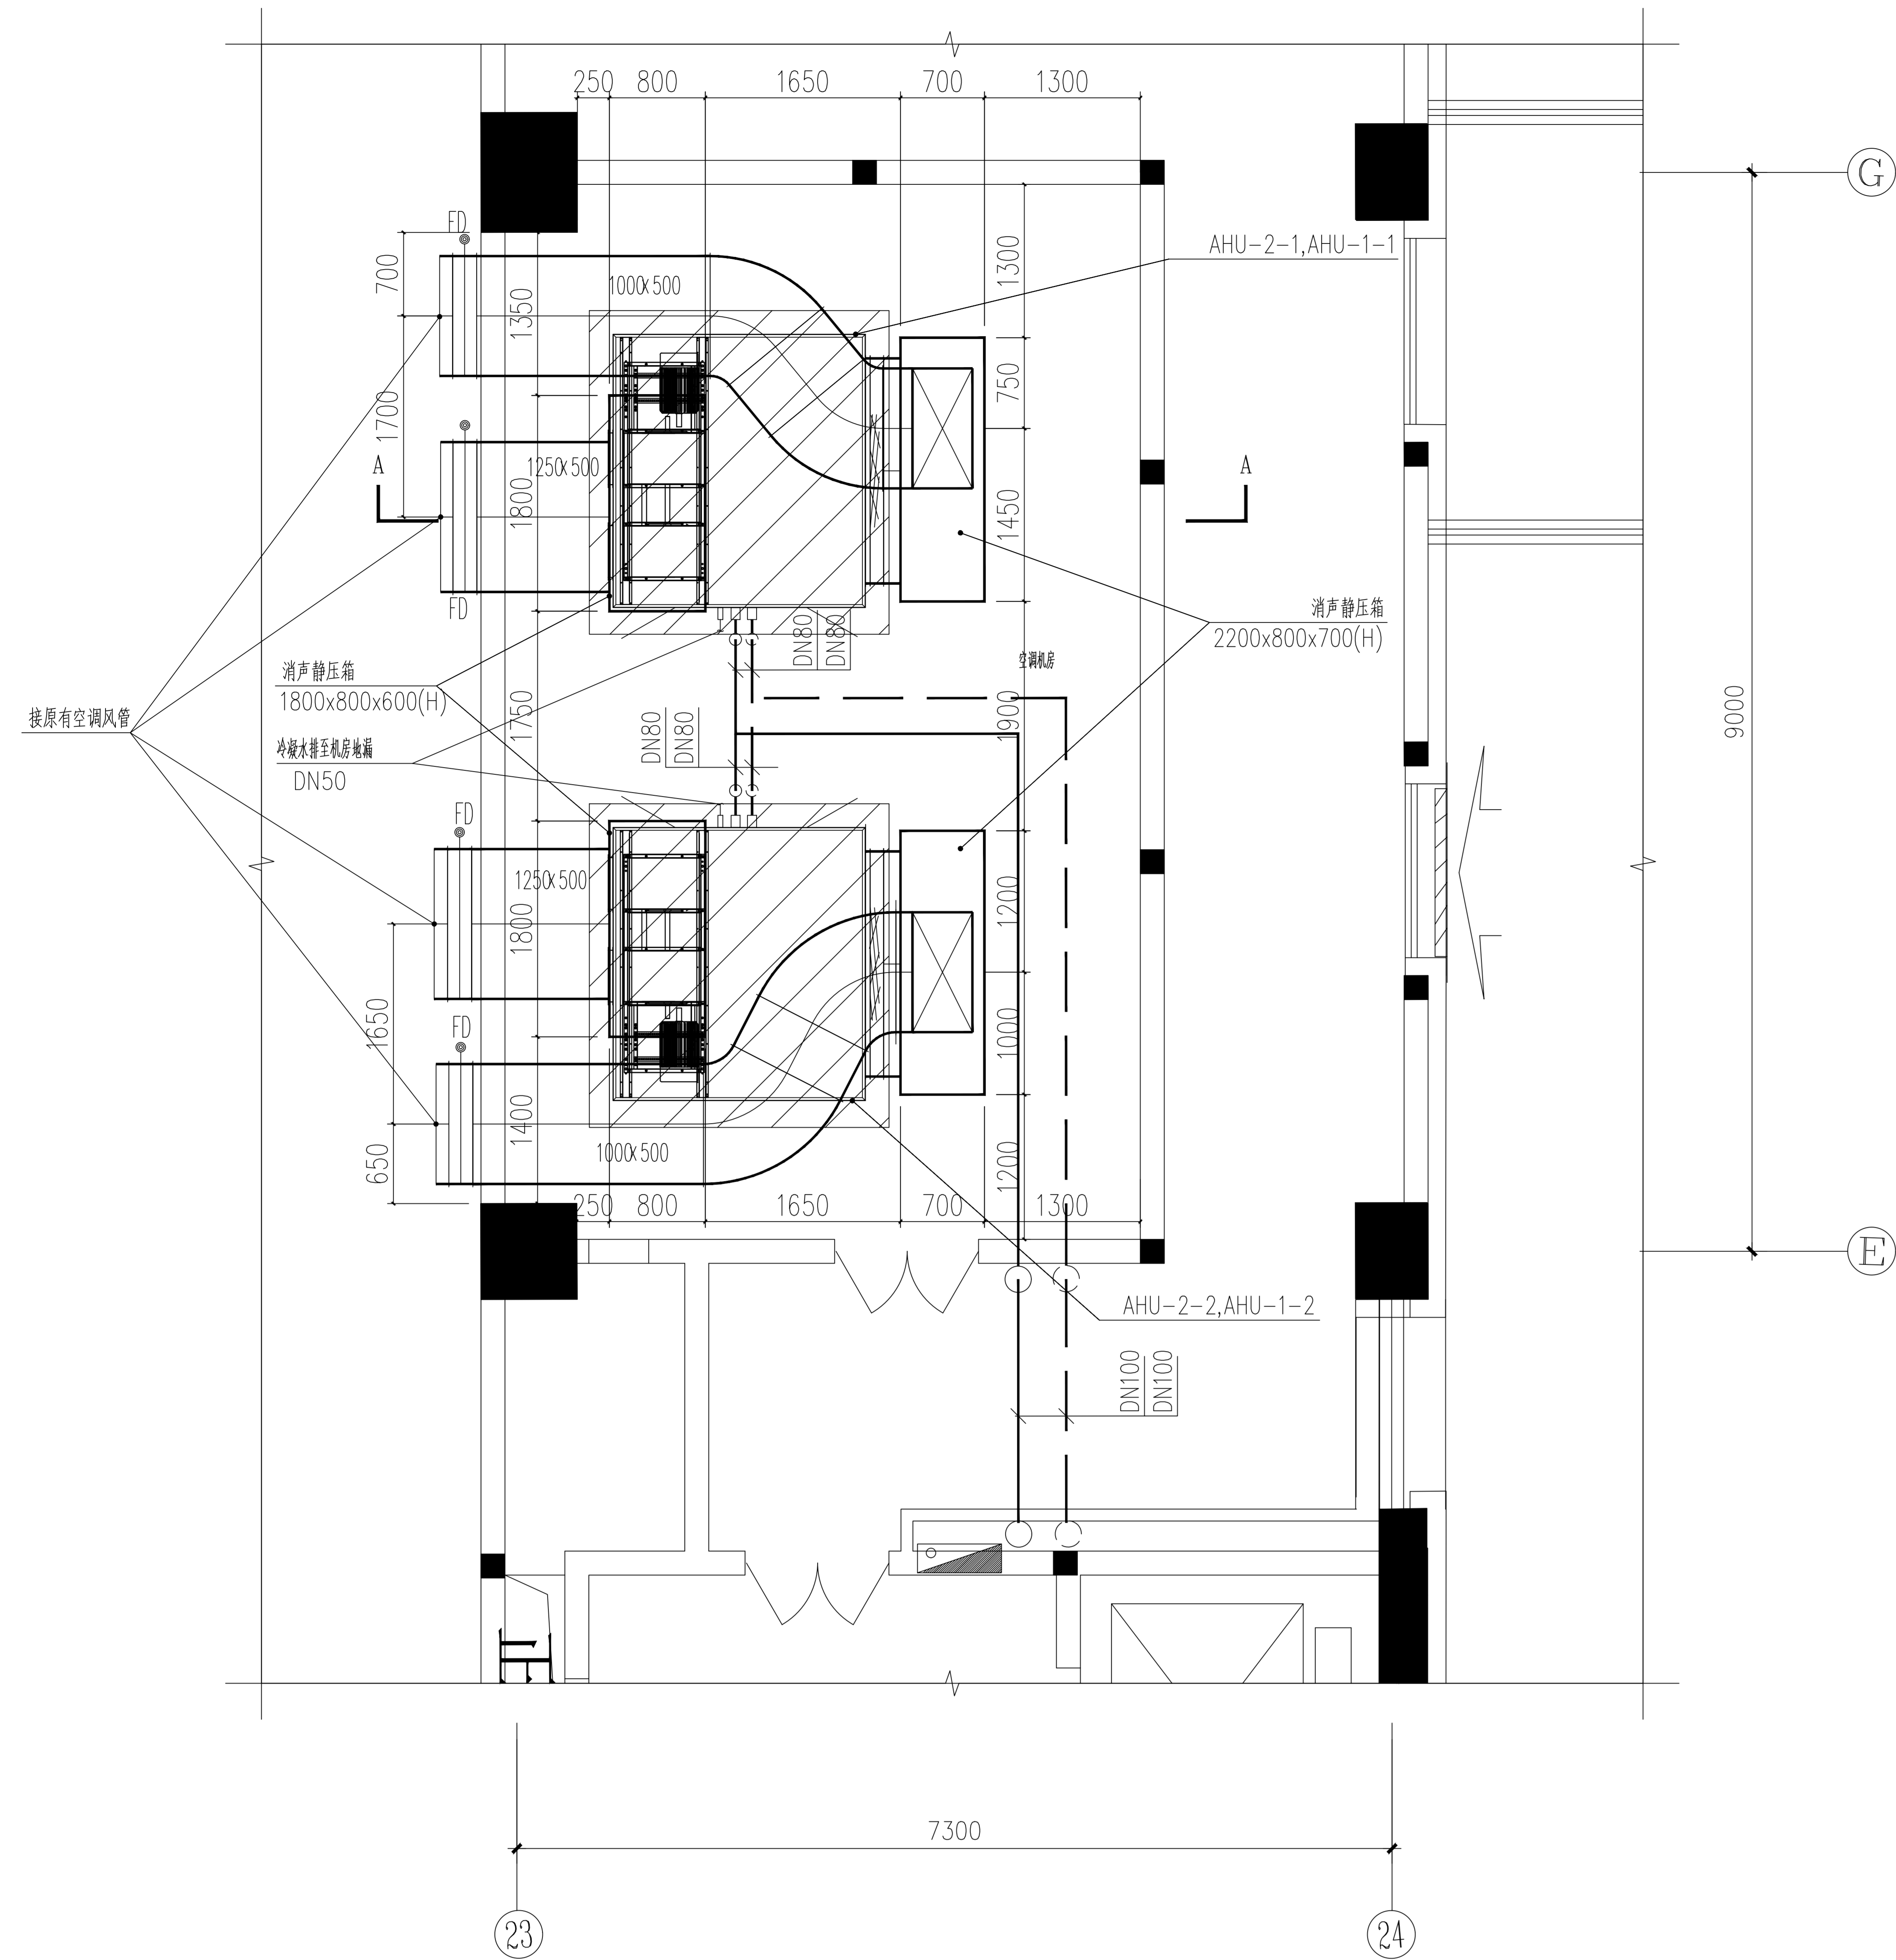 250 800 1650 700 1300
G
FD
AHU-2-1,AHU-1-1
1300
700
1000X500
1350
750
1700
A
1250X500
A
1800
1450
FD
消声静压箱
2200x800x700(H)
DN80
DN80
空调机房
消声静压箱
1800x800x600(H)
接原有空调风管
1750
1900
9000
冷凝水排至机房地漏
DN50
DN80
DN80
FD
1250X500
1200
1800
FD
1650
1000
1400
1000X500
650
1200
250 800 1650 700 1300
E
AHU-2-2,AHU-1-2
DN100
DN100
7300
23
24